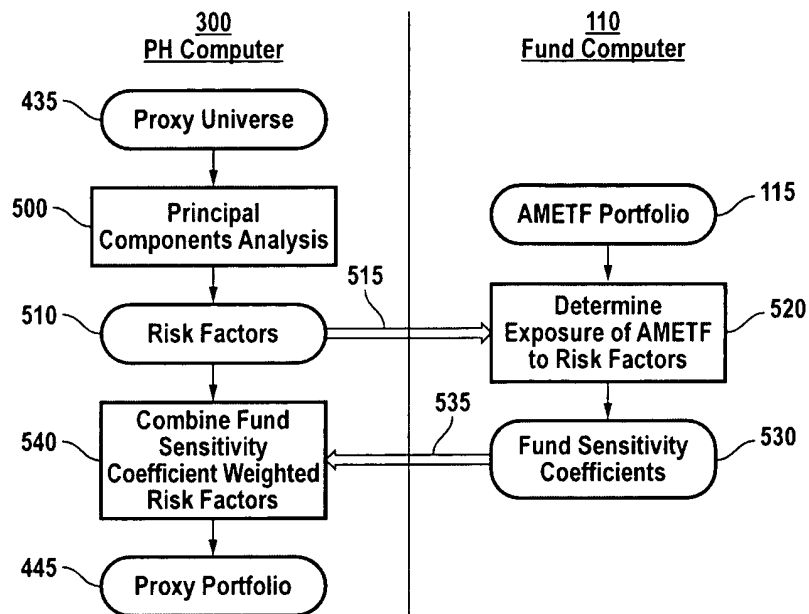 300
PH Computer
110
Fund Computer
435
Proxy Universe
500
Principal
Components Analysis
AMETF Portfolio
115
515
510
Risk Factors
Determine
Exposure of AMETF
to Risk Factors
520
535
540
Combine Fund
Sensitivity
Coefficient Weighted
Risk Factors
Fund Sensitivity
Coefficients
530
445
Proxy Portfolio